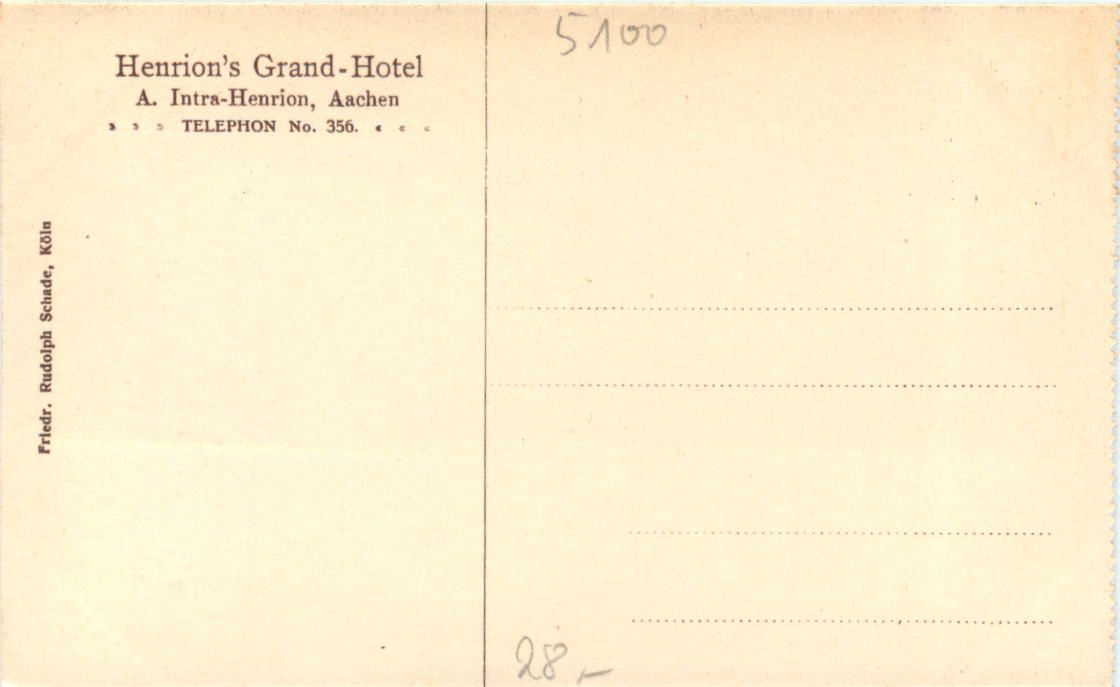 Henrion's Grand-Hotel
A. Intra-Henrion, Aachen
» » » TELEPHON No. 356. « « «
Friedr. Rudolph Schade, Köln
5100
28,-